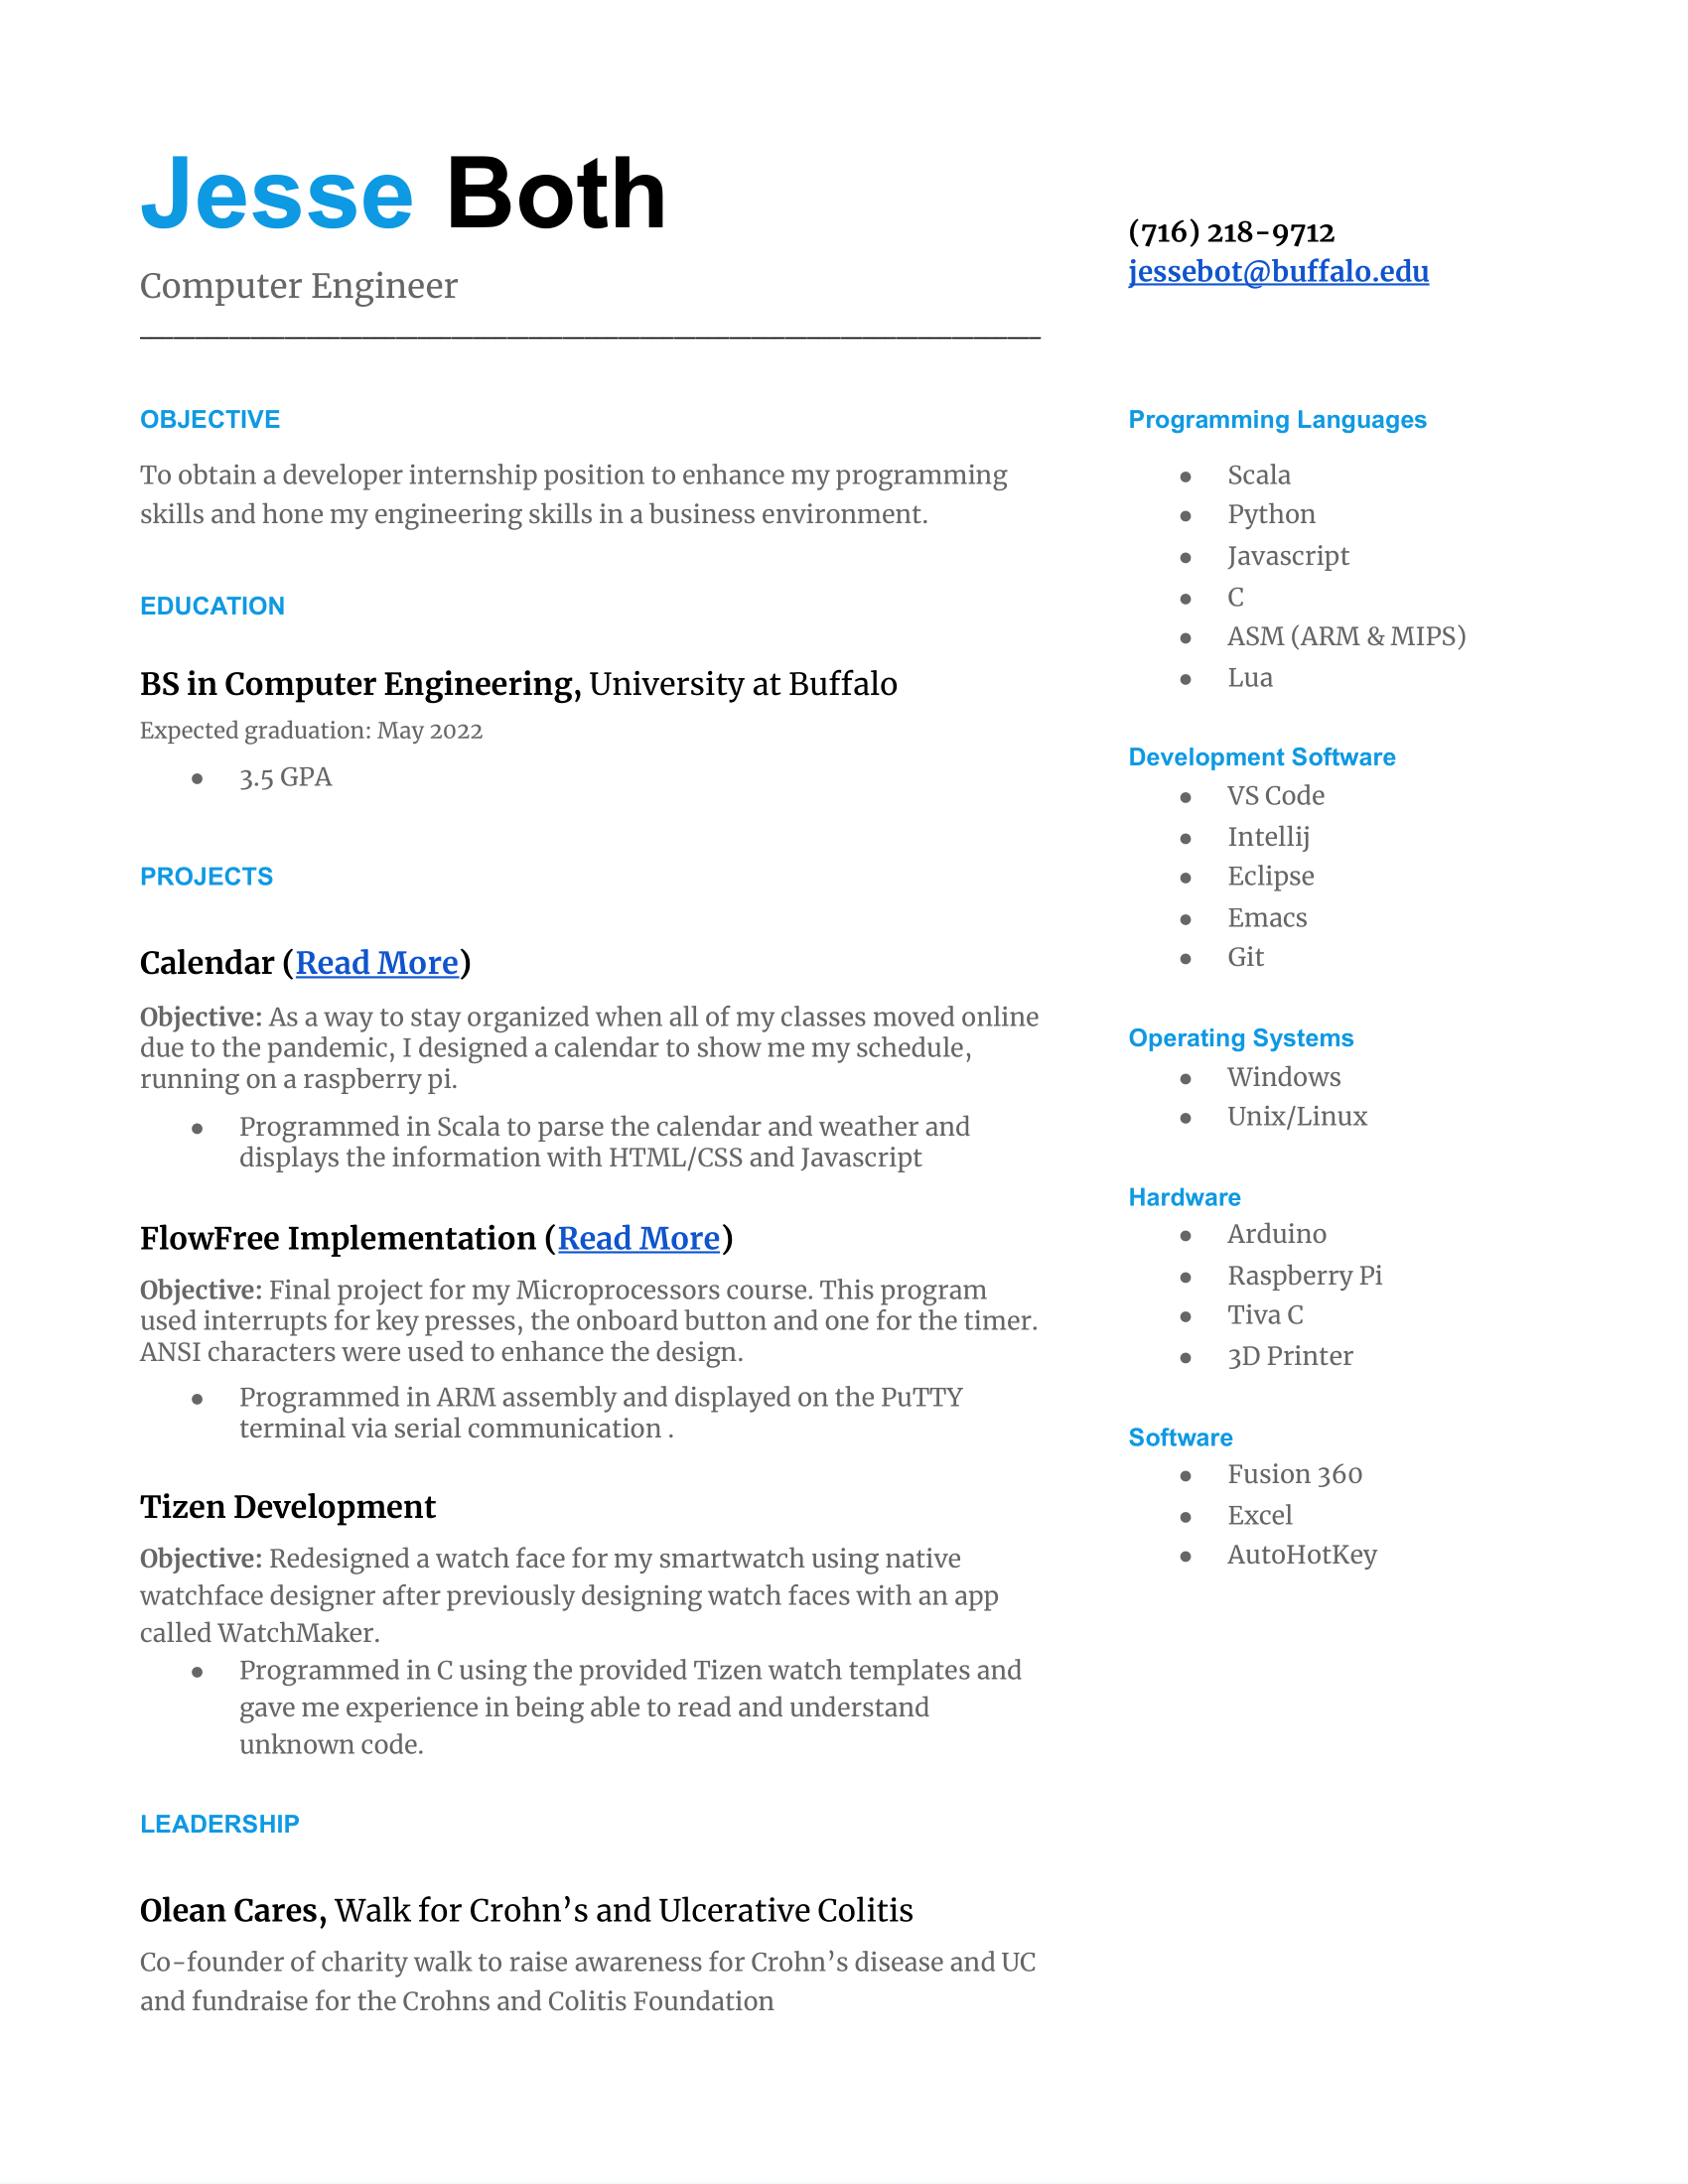 Jesse Both
Computer Engineer
(716) 218-9712
jessebot@buffalo.edu
OBJECTIVE
To obtain a developer internship position to enhance my programming
skills and hone my engineering skills in a business environment.
EDUCATION
BS in Computer Engineering, University at Buffalo
Expected graduation: May 2022
● 3.5 GPA
PROJECTS
Calendar (Read More)
Objective: As a way to stay organized when all of my classes moved online
due to the pandemic, I designed a calendar to show me my schedule,
running on a raspberry pi.
● Programmed in Scala to parse the calendar and weather and
displays the information with HTML/CSS and Javascript
FlowFree Implementation (Read More)
Objective: Final project for my Microprocessors course. This program
used interrupts for key presses, the onboard button and one for the timer.
ANSI characters were used to enhance the design.
● Programmed in ARM assembly and displayed on the PuTTY
terminal via serial communication .
Tizen Development
Objective: Redesigned a watch face for my smartwatch using native
watchface designer after previously designing watch faces with an app
called WatchMaker.
● Programmed in C using the provided Tizen watch templates and
gave me experience in being able to read and understand
unknown code.
LEADERSHIP
Olean Cares, Walk for Crohn’s and Ulcerative Colitis
Co-founder of charity walk to raise awareness for Crohn’s disease and UC
and fundraise for the Crohns and Colitis Foundation
Programming Languages
● Scala
● Python
● Javascript
● C
● ASM (ARM & MIPS)
● Lua
Development Software
● VS Code
● Intellij
● Eclipse
● Emacs
● Git
Operating Systems
● Windows
● Unix/Linux
Hardware
● Arduino
● Raspberry Pi
● Tiva C
● 3D Printer
Software
● Fusion 360
● Excel
● AutoHotKey